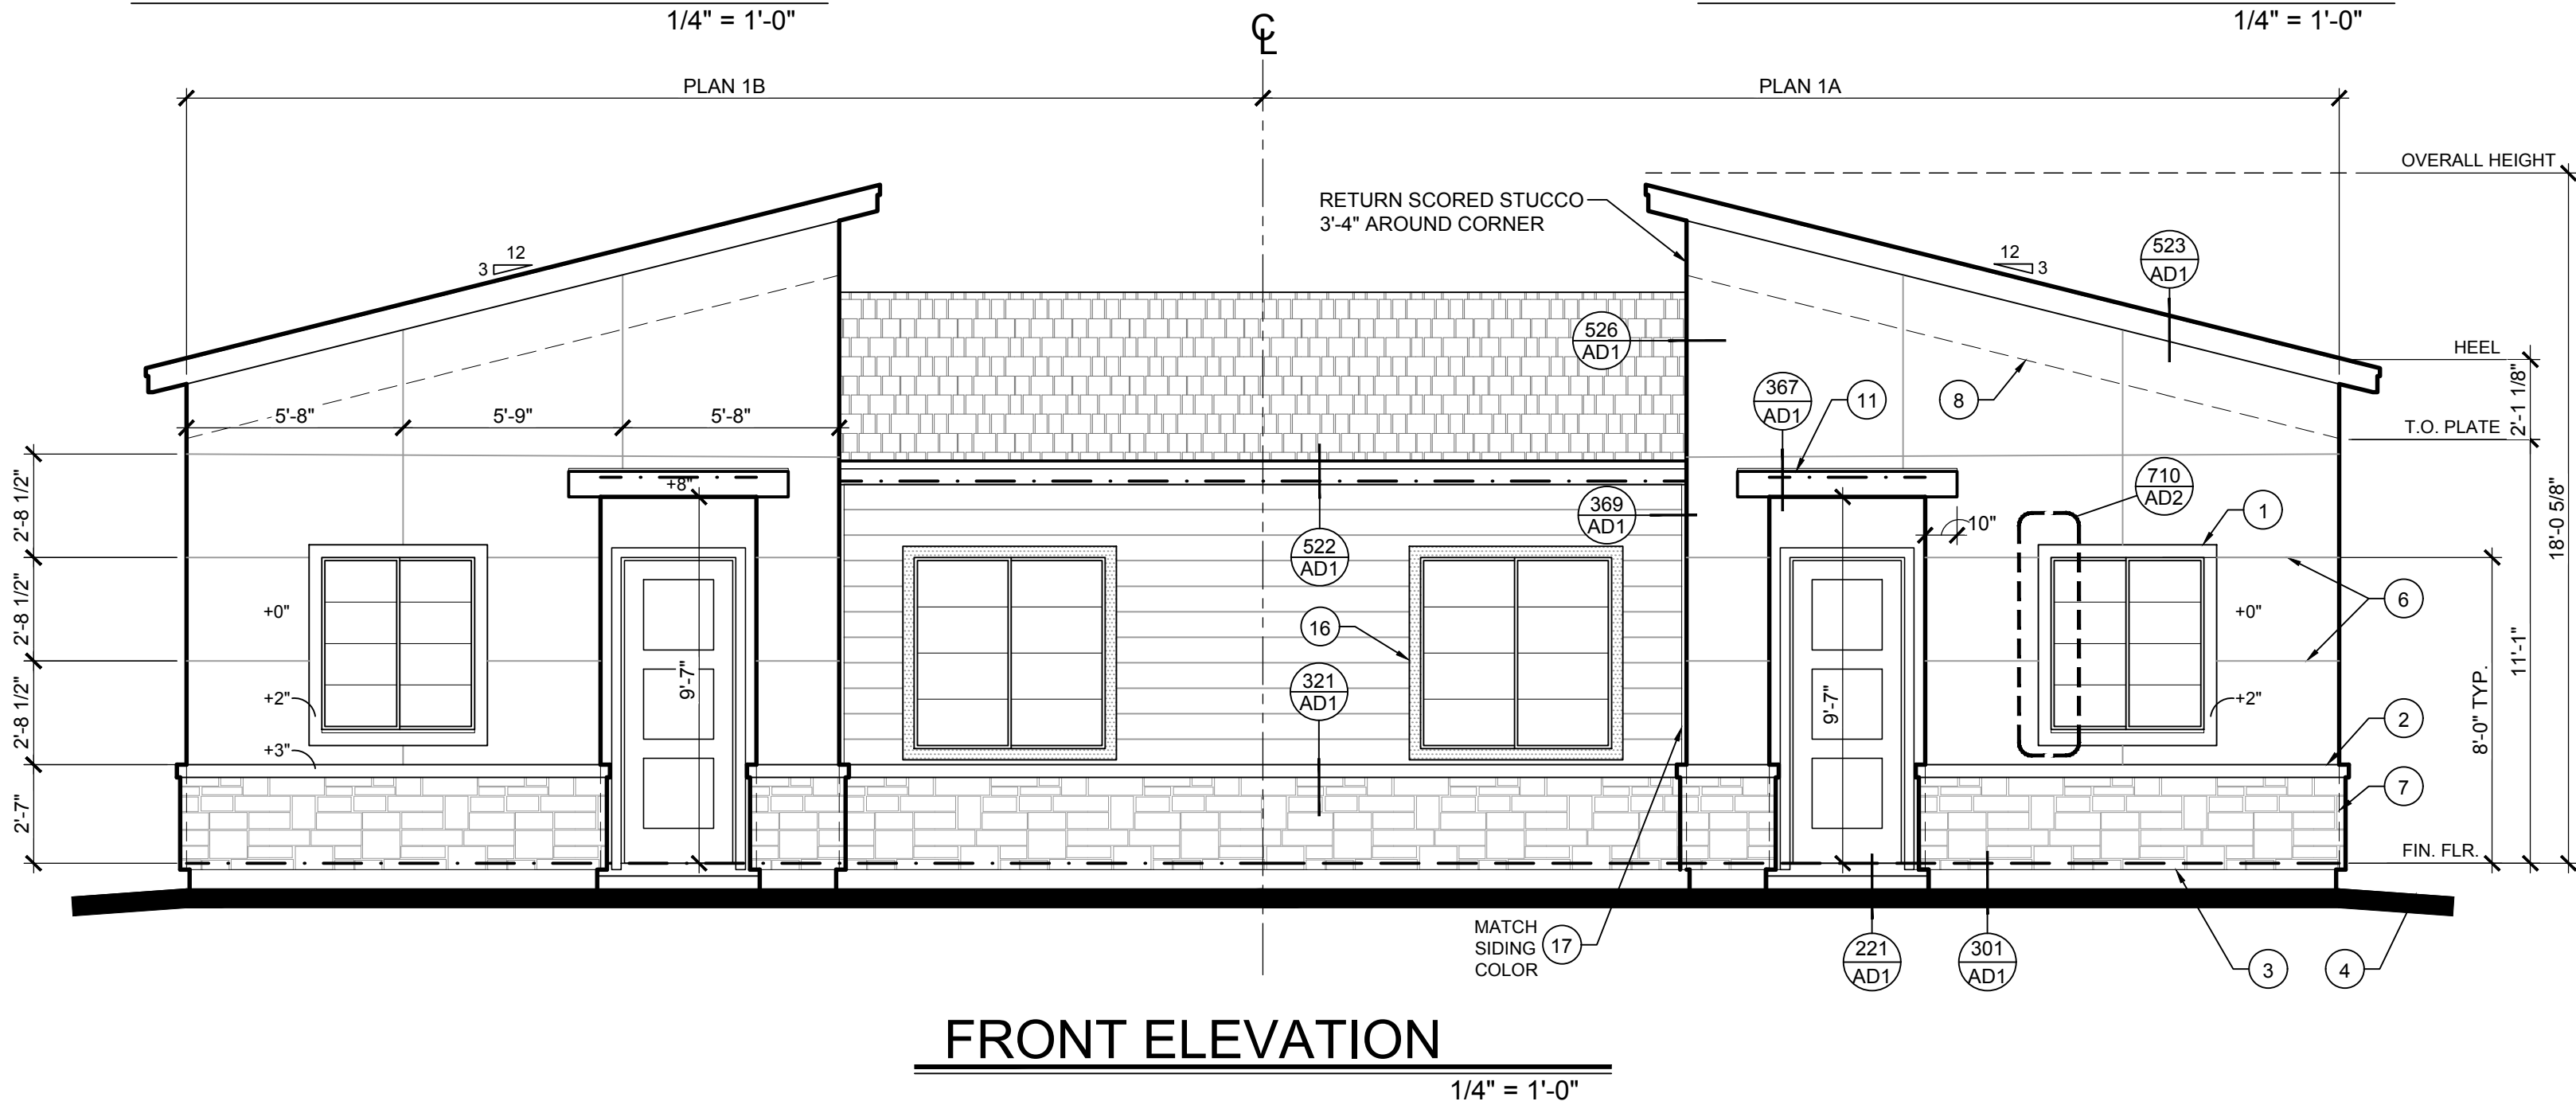 1/4" = 1'-0"
1/4" = 1'-0"
CL
PLAN 1B
PLAN 1A
OVERALL HEIGHT
RETURN SCORED STUCCO
3'-4" AROUND CORNER
12
3
12
3
523
AD1
526
AD1
HEEL
367
AD1
11
8
2'-1 1/8"
5'-8"
5'-9"
5'-8"
T.O. PLATE
2'-8 1/2"
+8"
710
AD2
1
369
AD1
10"
18'-0 5/8"
522
AD1
2'-8 1/2"
+0"
16
+0"
6
11'-1"
2'-8 1/2"
+2"
9'-7"
321
AD1
9'-7"
+2"
8'-0" TYP.
2
+3"
7
2'-7"
FIN. FLR.
MATCH
SIDING
COLOR
17
221
AD1
301
AD1
3
4
FRONT ELEVATION
1/4" = 1'-0"